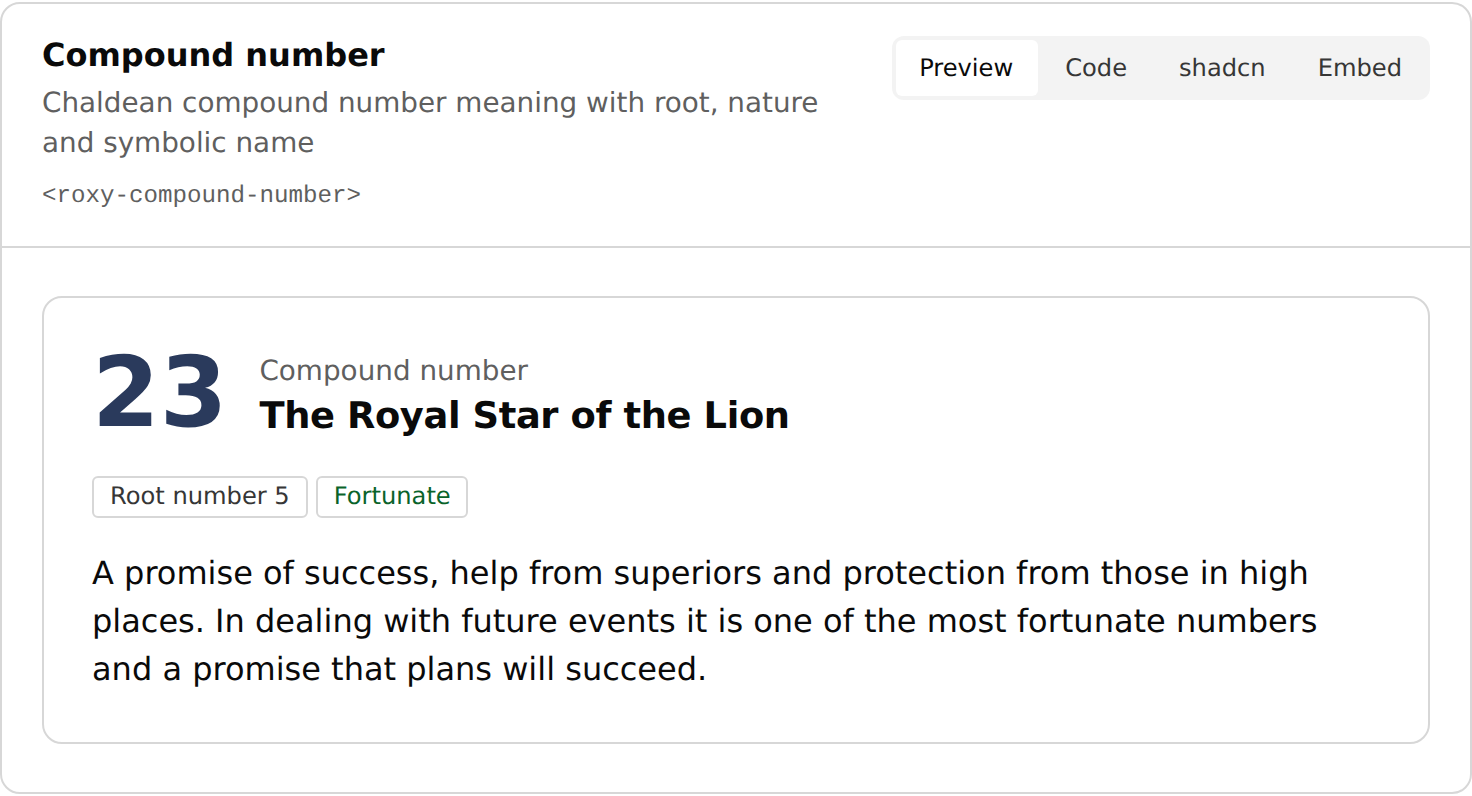 Compound number
Preview Code shadcn Embed
Chaldean compound number meaning with root, nature
and symbolic name
<roxy-compound-number>
23
Compound number
The Royal Star of the Lion
Root number 5
Fortunate
A promise of success, help from superiors and protection from those in high
places. In dealing with future events it is one of the most fortunate numbers
and a promise that plans will succeed.